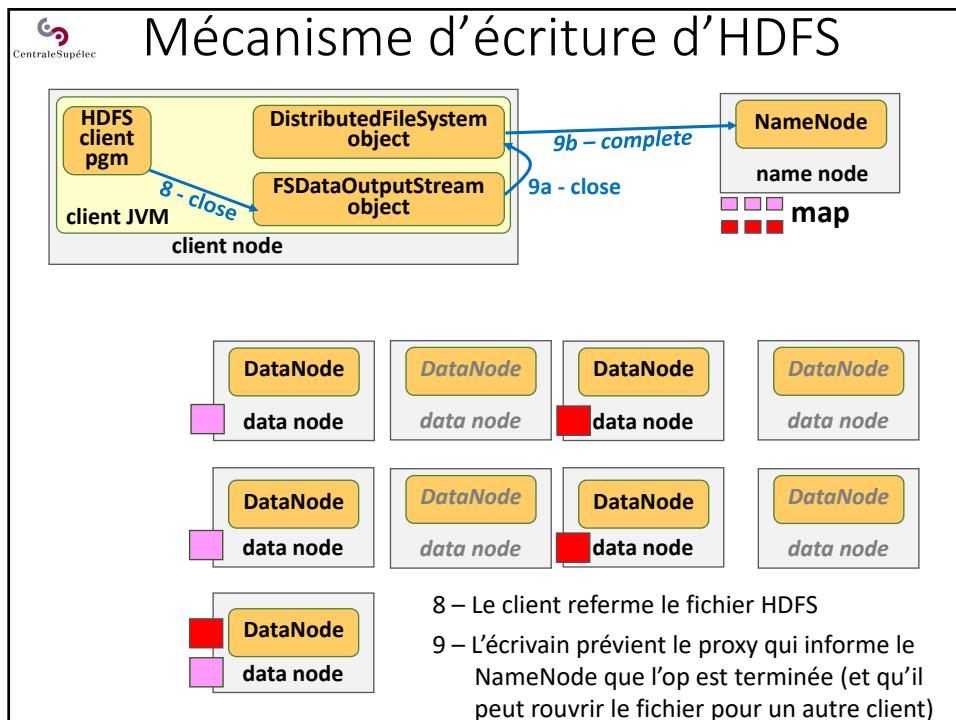 CentraleSupélec
Mécanisme d'écriture d'HDFS
HDFS
client
pgm
DistributedFileSystem
object
9b – complete
NameNode
name node
8 - close
FSDataOutputStream
object
9a - close
client JVM
client node
map
DataNode
data node
DataNode
data node
DataNode
data node
DataNode
data node
DataNode
data node
DataNode
data node
DataNode
data node
DataNode
data node
DataNode
data node
8 – Le client referme le fichier HDFS
9 – L'écrivain prévient le proxy qui informe le
NameNode que l'op est terminée (et qu'il
peut rouvrir le fichier pour un autre client)